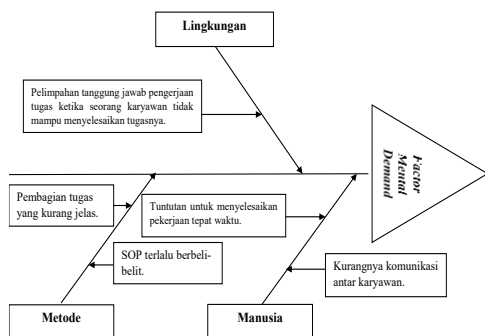 Lingkungan
Pelimpahan tanggung jawab pengerjaan
tugas ketika seorang karyawan tidak
mampu menyelesaikan tugasnya.
Factor
Mental
Demand
Pembagian tugas
yang kurang jelas.
Tuntutan untuk menyelesaikan
pekerjaan tepat waktu.
SOP terlalu berbeli-
belit.
Kurangnya komunikasi
antar karyawan.
Metode
Manusia